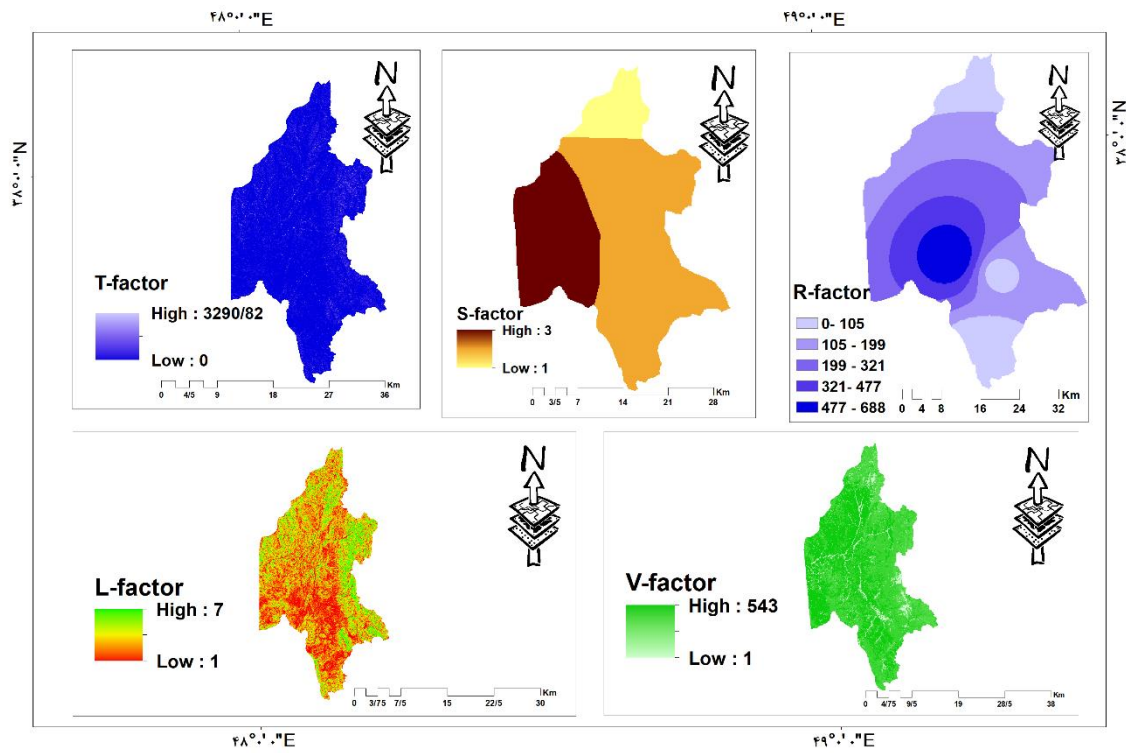 ۴۸°۰'۰"E
۴۹°۰'۰"E
۳۸°۰'۰"N
۳۸°۰'۰"N
N
T-factor
High : 3290/82
Low : 0
Km
0 4/5 9 18 27 36
N
S-factor
High : 3
Low : 1
Km
0 3/5 7 14 21 28
N
R-factor
0- 105
105 - 199
199 - 321
321- 477
477 - 688
Km
0 4 8 16 24 32
N
L-factor
High : 7
Low : 1
Km
0 3/75 7/5 15 22/5 30
N
V-factor
High : 543
Low : 1
Km
0 4/75 9/5 19 28/5 38
۴۸°۰'۰"E
۴۹°۰'۰"E